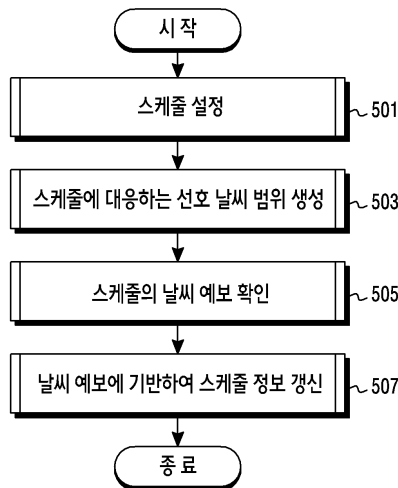 시 작
스케줄 설정
501
스케줄에 대응하는 선호 날씨 범위 생성
503
스케줄의 날씨 예보 확인
505
날씨 예보에 기반하여 스케줄 정보 갱신
507
종 료